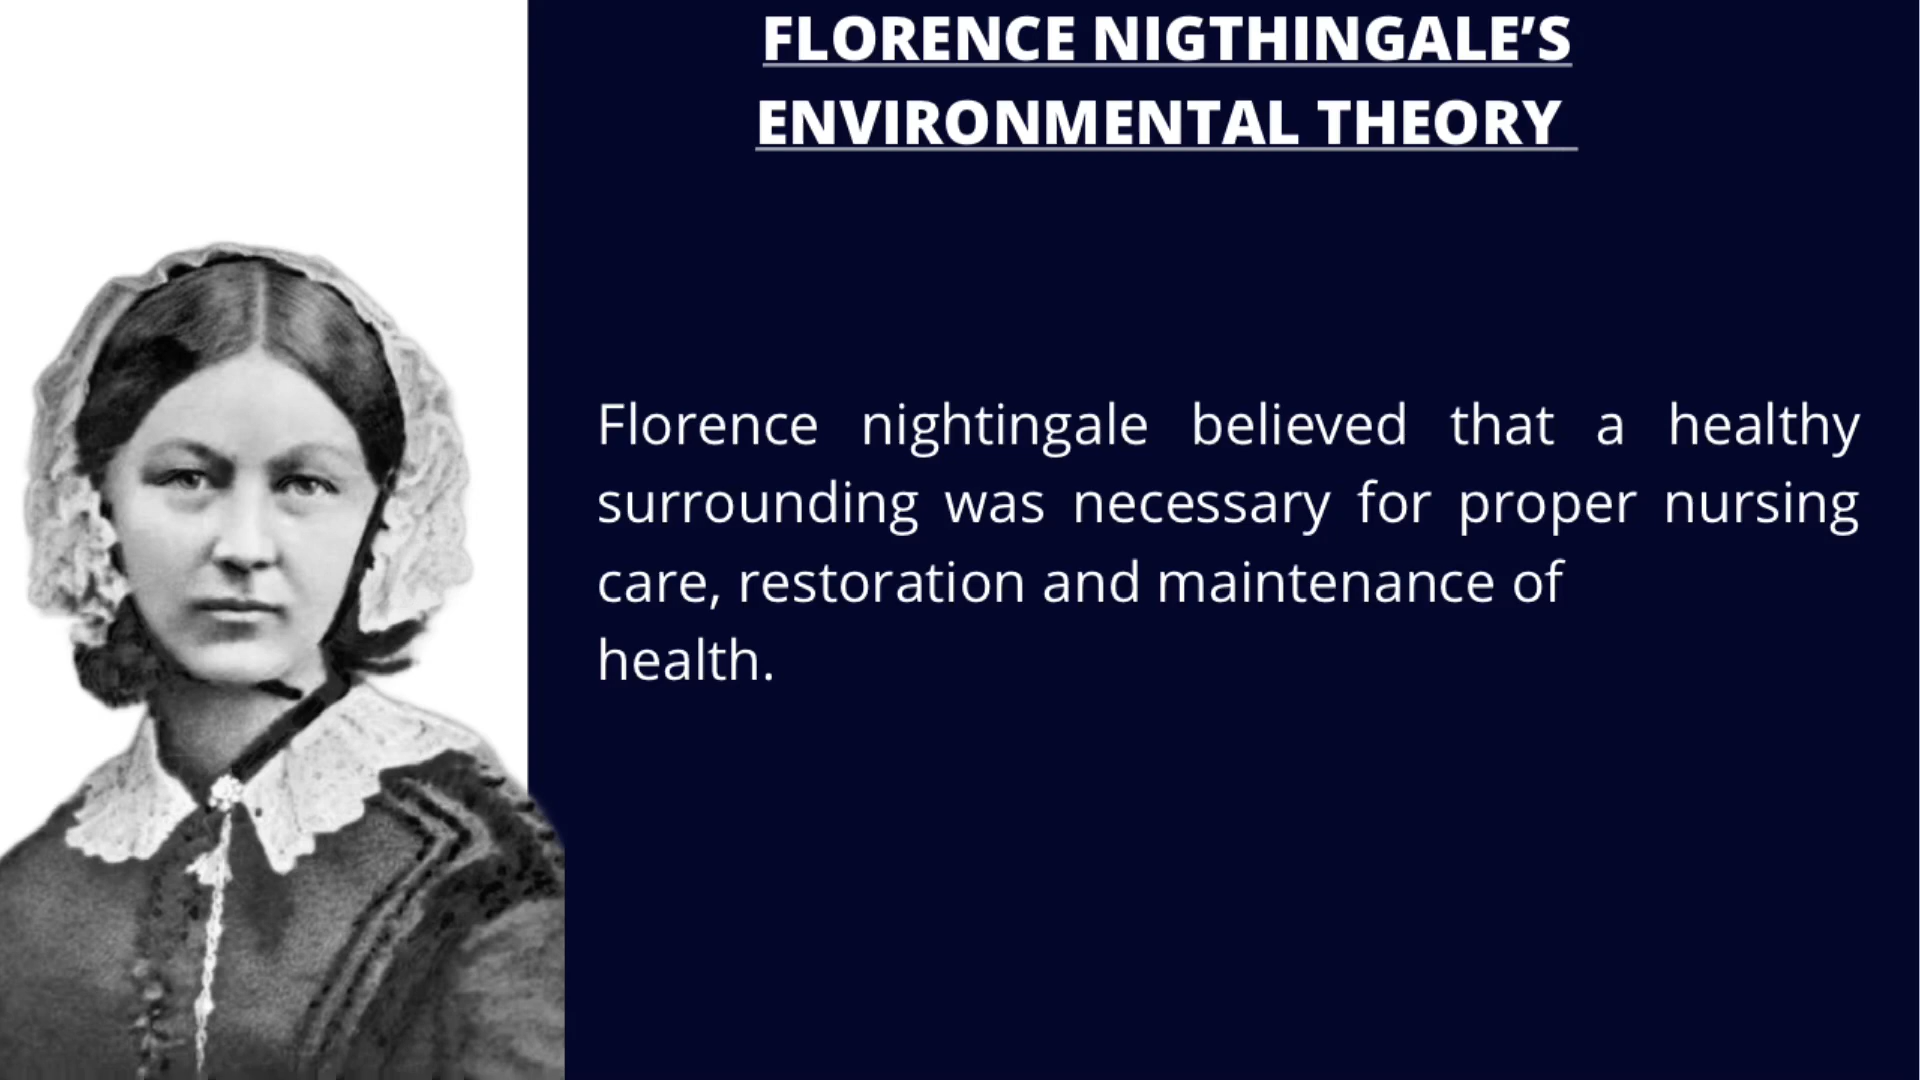 FLORENCE NIGTHINGALE’S
ENVIRONMENTAL THEORY
Florence nightingale believed that a healthy
surrounding was necessary for proper nursing
care, restoration and maintenance of
health.